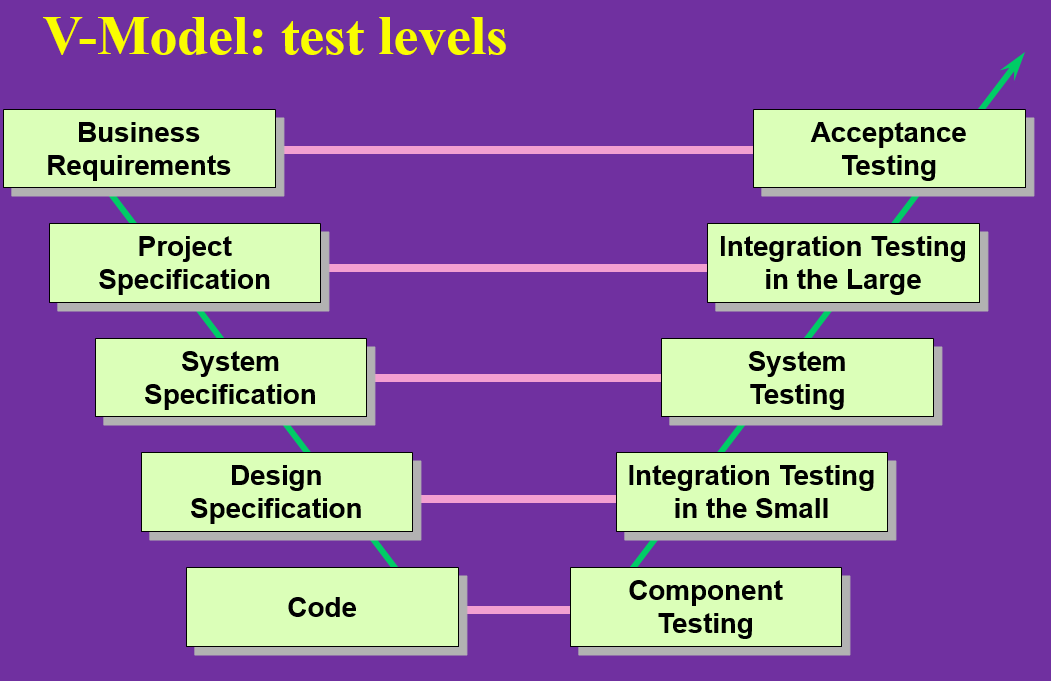 V-Model: test levels
Business
Requirements
Acceptance
Testing
Project
Specification
Integration Testing
in the Large
System
Specification
System
Testing
Design
Specification
Integration Testing
in the Small
Code
Component
Testing